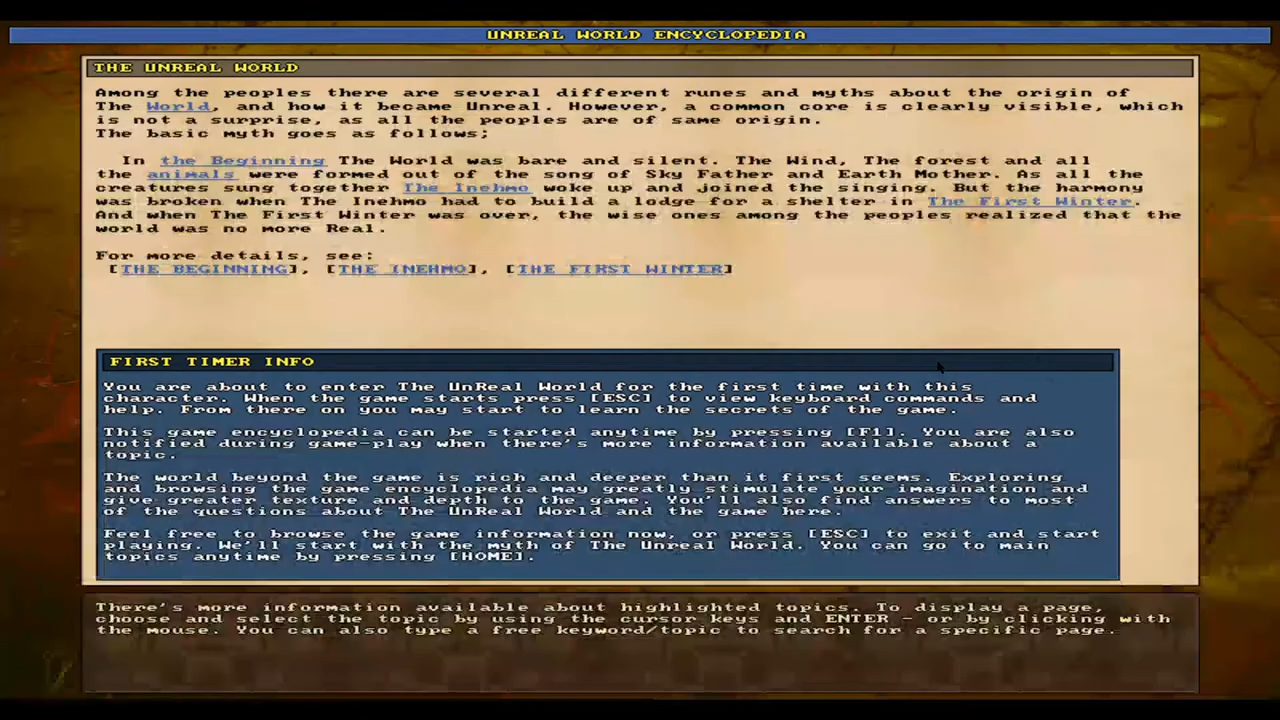 UNREAL WORLD ENCYCLOPEDIA
THE UNREAL WORLD
Among the peoples there are several different runes and myths about the origin of
The World, and how it became Unreal. However, a common core is clearly visible, which
is not a surprise, as all the peoples are of same origin.
The basic myth goes as follows;
In the Beginning The World was bare and silent. The Wind, The forest and all
the animals were formed out of the song of Sky Father and Earth Mother. As all the
creatures sung together The Inehmo woke up and joined the singing. But the harmony
was broken when The Inehmo had to build a lodge for a shelter in The First Winter.
And when The First Winter was over, the wise ones among the peoples realized that the
world was no more Real.
For more details, see:
[THE BEGINNING], [THE INEHMO], [THE FIRST WINTER]
FIRST TIMER INFO
You are about to enter The UnReal World for the first time with this
character. When the game starts press [ESC] to view keyboard commands and
help. From there on you may start to learn the secrets of the game.
This game encyclopedia can be started anytime by pressing [F1]. You are also
notified during game-play when there's more information available about a
topic.
The world beyond the game is rich and deeper than it first seems. Exploring
and browsing the game encyclopedia may greatly stimulate your imagination and
give greater texture and depth to the game. You'll also find answers to most
of the questions about The UnReal World and the game here.
Feel free to browse the game information now, or press [ESC] to exit and start
playing. We'll start with the myth of The Unreal World. You can go to main
topics anytime by pressing [HOME].
There's more information available about highlighted topics. To display a page,
choose and select the topic by using the cursor keys and ENTER - or by clicking with
the mouse. You can also type a free keyword/topic to search for a specific page.